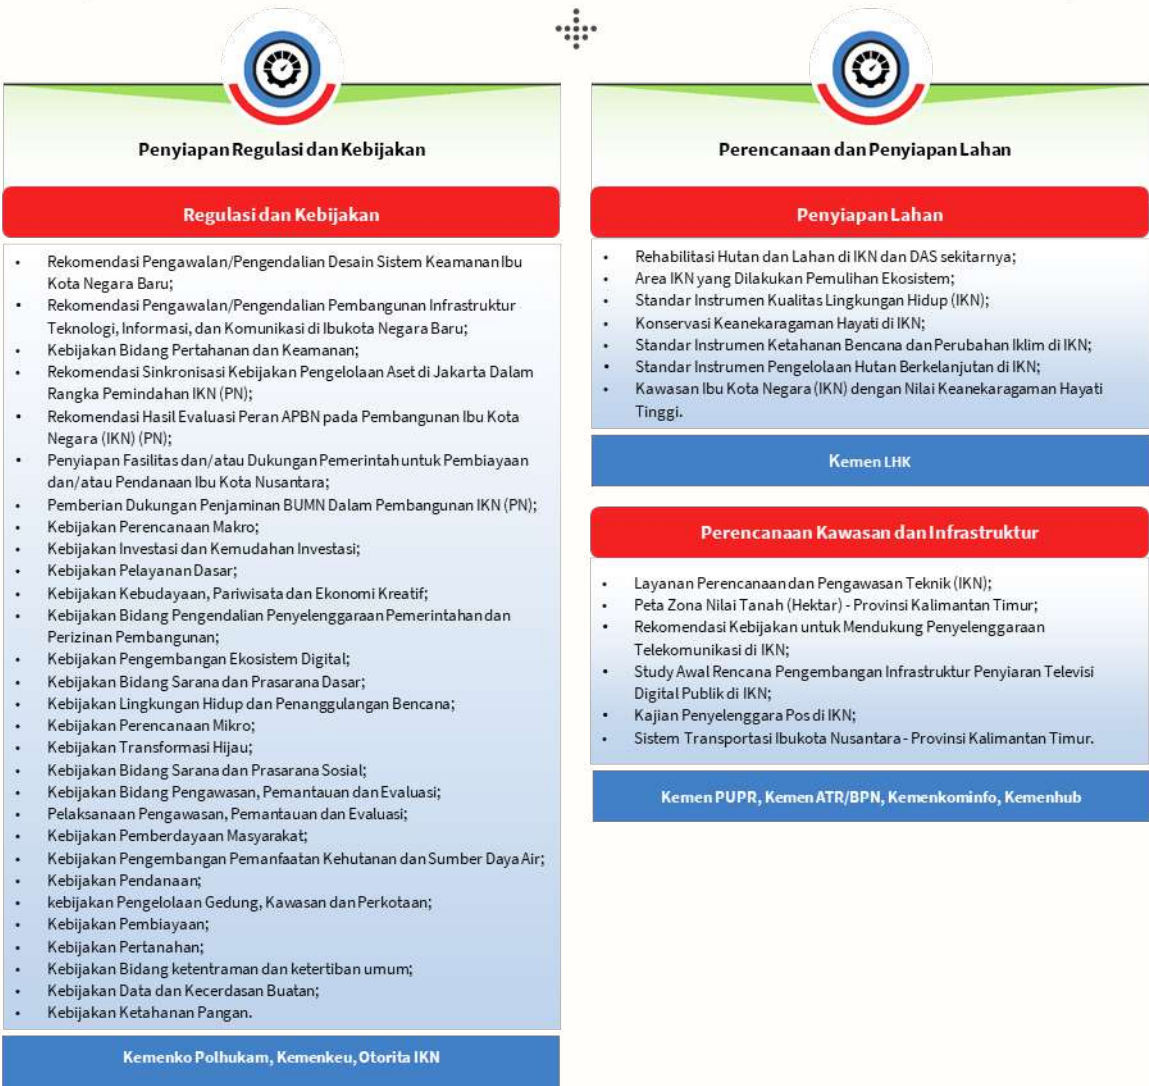 Penyiapan Regulasi dan Kebijakan
Regulasi dan Kebijakan
• Rekomendasi Pengawalan/Pengendalian Desain Sistem Keamanan Ibu
Kota Negara Baru;
• Rekomendasi Pengawalan/Pengendalian Pembangunan Infrastruktur
Teknologi, Informasi, dan Komunikasi di Ibukota Negara Baru;
• Kebijakan Bidang Pertahanan dan Keamanan;
• Rekomendasi Sinkronisasi Kebijakan Pengelolaan Aset di Jakarta Dalam
Rangka Pemindahan IKN (PN);
• Rekomendasi Hasil Evaluasi Peran APBN pada Pembangunan Ibu Kota
Negara (IKN) (PN);
• Penyiapan Fasilitas dan/atau Dukungan Pemerintah untuk Pembiayaan
dan/atau Pendanaan Ibu Kota Nusantara;
• Pemberian Dukungan Penjaminan BUMN Dalam Pembangunan IKN (PN);
• Kebijakan Perencanaan Makro;
• Kebijakan Investasi dan Kemudahan Investasi;
• Kebijakan Pelayanan Dasar;
• Kebijakan Kebudayaan, Pariwisata dan Ekonomi Kreatif;
• Kebijakan Bidang Pengendalian Penyelenggaraan Pemerintahan dan
Perizinan Pembangunan;
• Kebijakan Pengembangan Ekosistem Digital;
• Kebijakan Bidang Sarana dan Prasarana Dasar;
• Kebijakan Lingkungan Hidup dan Penanggulangan Bencana;
• Kebijakan Perencanaan Mikro;
• Kebijakan Transformasi Hijau;
• Kebijakan Bidang Sarana dan Prasarana Sosial;
• Kebijakan Bidang Pengawasan, Pemantauan dan Evaluasi;
• Pelaksanaan Pengawasan, Pemantauan dan Evaluasi;
• Kebijakan Pemberdayaan Masyarakat;
• Kebijakan Pengembangan Pemanfaatan Kehutanan dan Sumber Daya Air;
• Kebijakan Pendanaan;
• kebijakan Pengelolaan Gedung, Kawasan dan Perkotaan;
• Kebijakan Pembiayaan;
• Kebijakan Pertanahan;
• Kebijakan Bidang ketentraman dan ketertiban umum;
• Kebijakan Data dan Kecerdasan Buatan;
• Kebijakan Ketahanan Pangan.
Kemenko Polhukam, Kemenkeu, Otorita IKN
Perencanaan dan Penyiapan Lahan
Penyiapan Lahan
• Rehabilitasi Hutan dan Lahan di IKN dan DAS sekitarnya;
• Area IKN yang Dilakukan Pemulihan Ekosistem;
• Standar Instrumen Kualitas Lingkungan Hidup (IKN);
• Konservasi Keanekaragaman Hayati di IKN;
• Standar Instrumen Ketahanan Bencana dan Perubahan Iklim di IKN;
• Standar Instrumen Pengelolaan Hutan Berkelanjutan di IKN;
• Kawasan Ibu Kota Negara (IKN) dengan Nilai Keanekaragaman Hayati
Tinggi.
Kemen LHK
Perencanaan Kawasan dan Infrastruktur
• Layanan Perencanaan dan Pengawasan Teknik (IKN);
• Peta Zona Nilai Tanah (Hektar) - Provinsi Kalimantan Timur;
• Rekomendasi Kebijakan untuk Mendukung Penyelenggaraan
Telekomunikasi di IKN;
• Study Awal Rencana Pengembangan Infrastruktur Penyiaran Televisi
Digital Publik di IKN;
• Kajian Penyelenggara Pos di IKN;
• Sistem Transportasi Ibukota Nusantara - Provinsi Kalimantan Timur.
Kemen PUPR, Kemen ATR/BPN, Kemenkominfo, Kemenhub